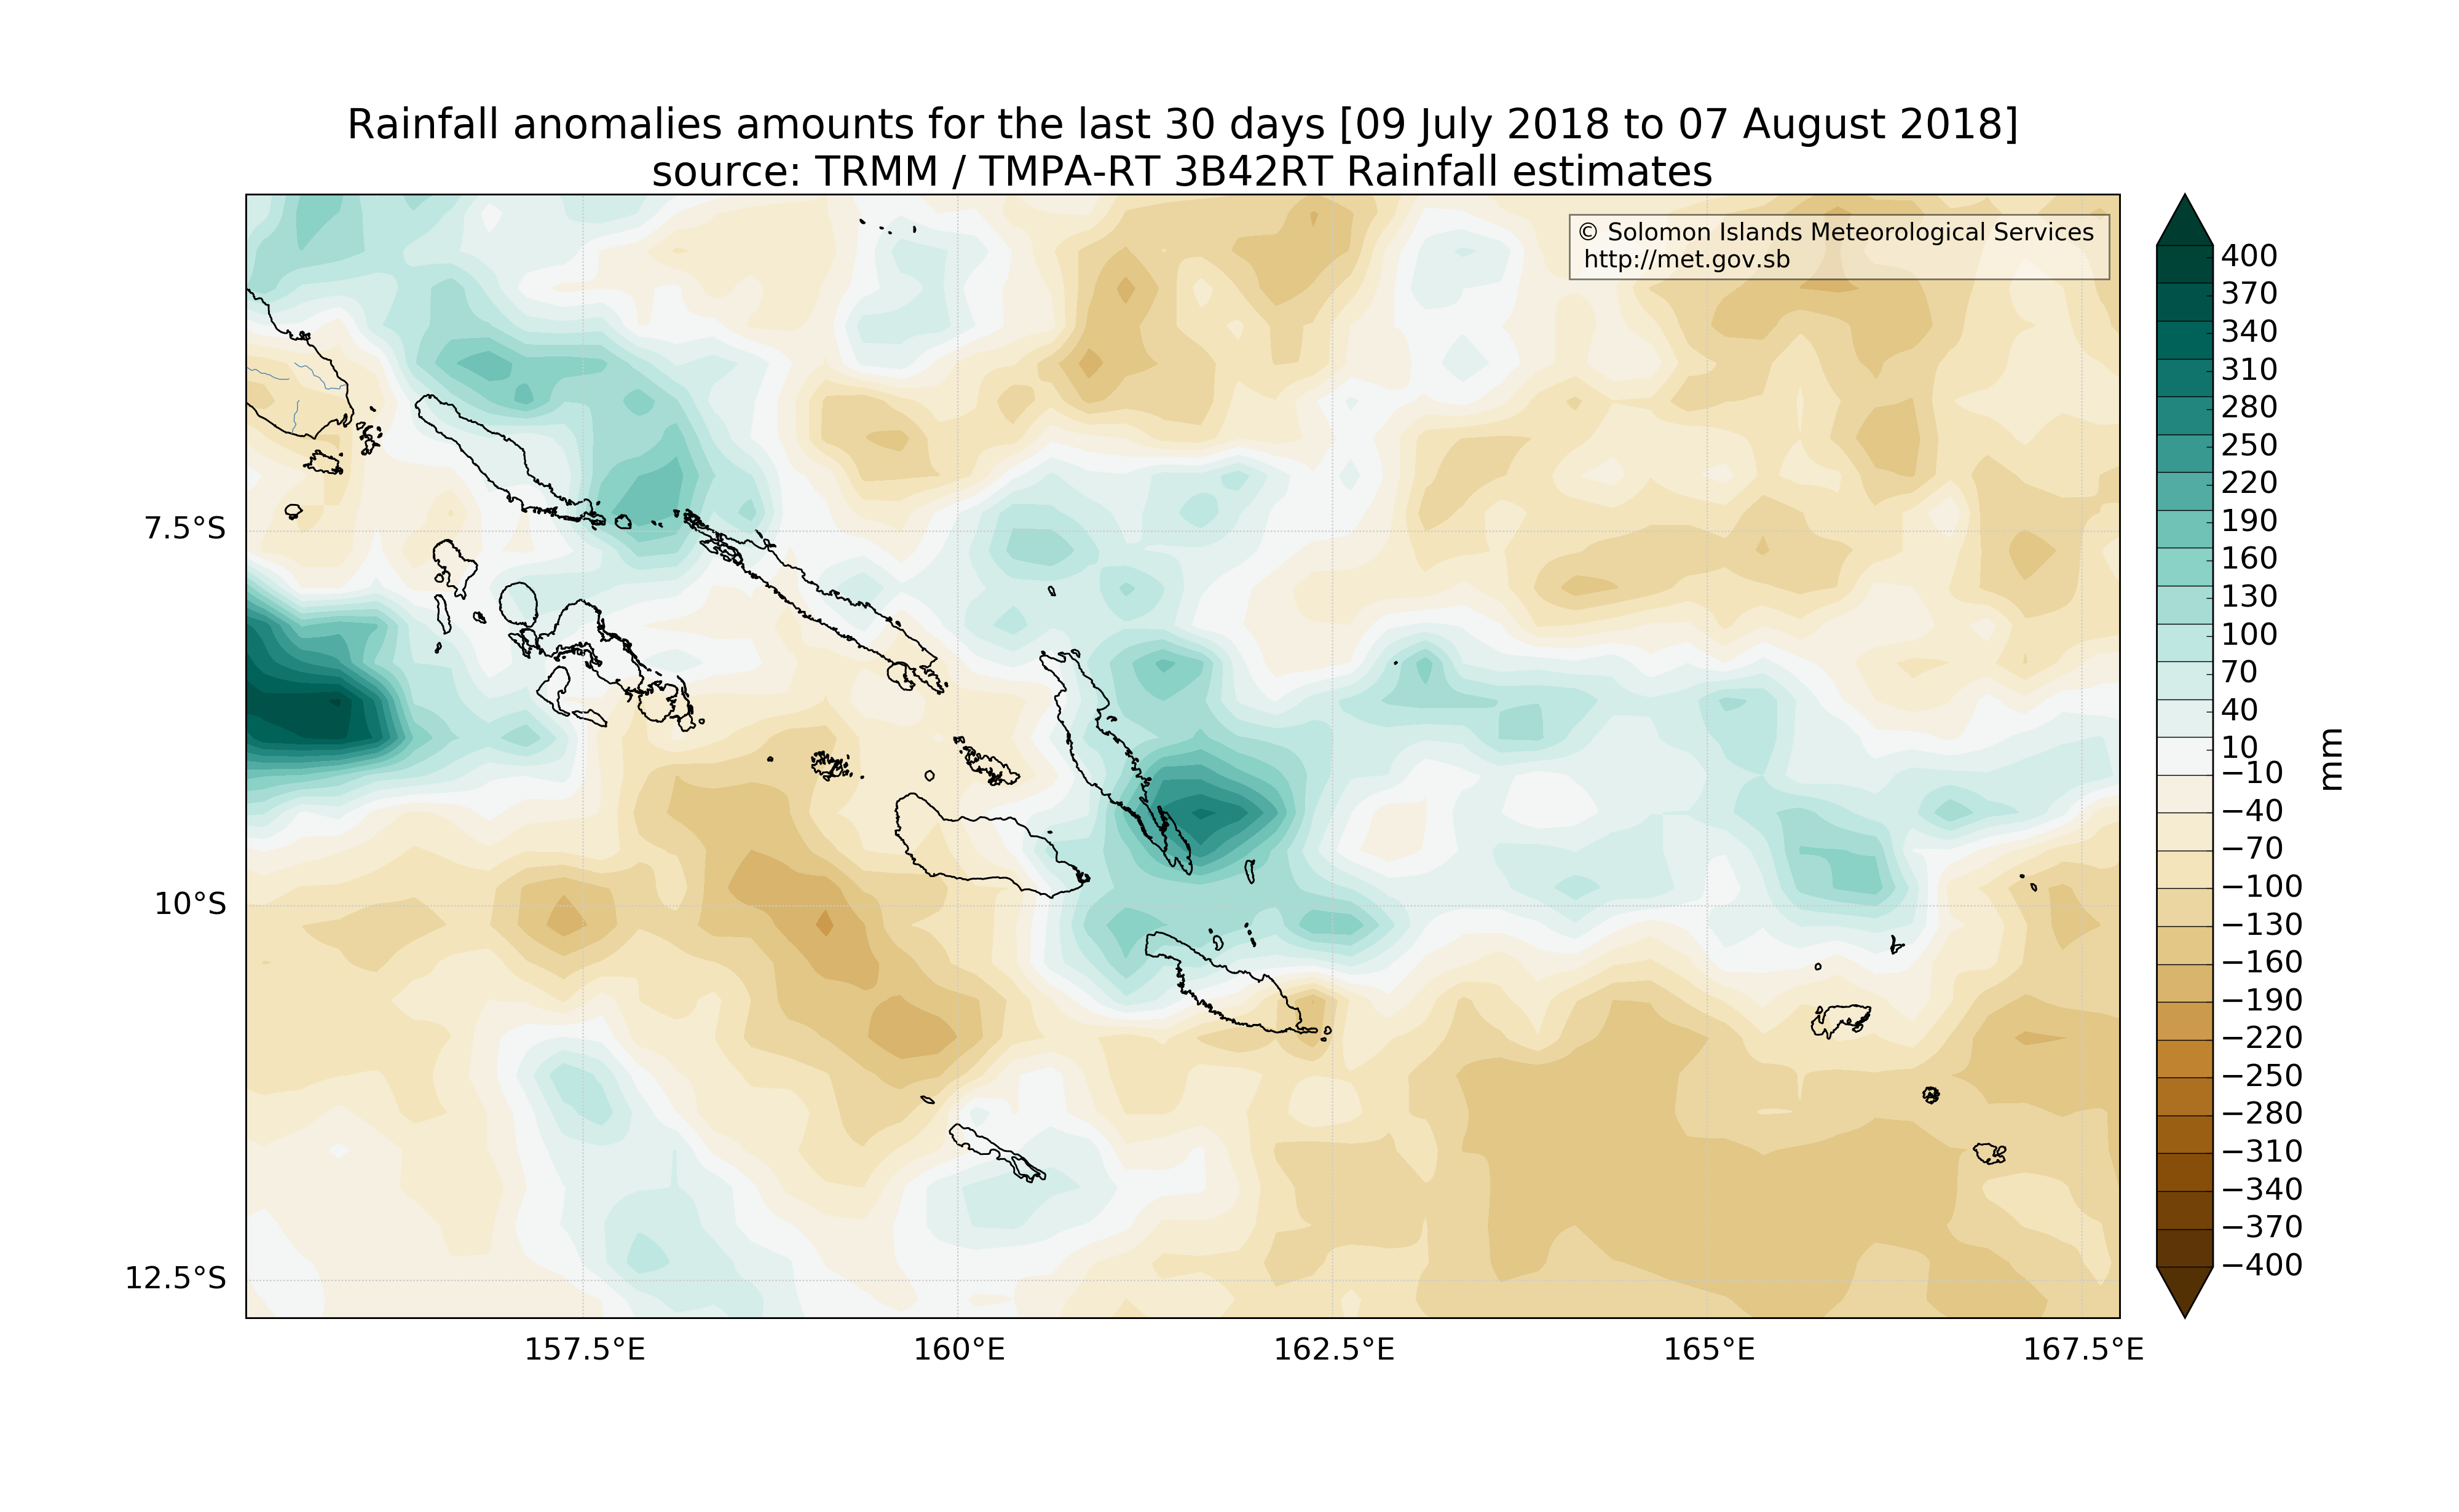 Rainfall anomalies amounts for the last 30 days [09 July 2018 to 07 August 2018]
source: TRMM / TMPA-RT 3B42RT Rainfall estimates
© Solomon Islands Meteorological Services
http://met.gov.sb
7.5°S
10°S
12.5°S
157.5°E
160°E
162.5°E
165°E
167.5°E
400
370
340
310
280
250
220
190
160
130
100
70
40
10
−10
−40
−70
−100
−130
−160
−190
−220
−250
−280
−310
−340
−370
−400
mm